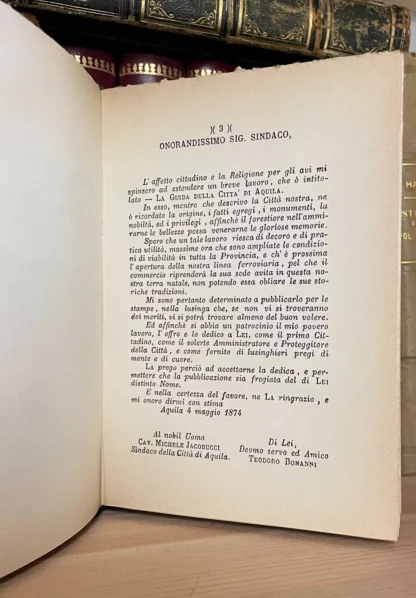 )( 3 )(
ONORANDISSIMO SIG. SINDACO,
L' affetto cittadino e la Religione per gli avi mi
spinsero ad estendere un breve lavoro, che ò intito-
lato — LA GUIDA DELLA CITTA' DI AQUILA.
In esso, mentre che descrivo la Città nostra, ne
ò ricordato la origine, i fatti egregi, i monumenti, la
nobiltà, ed i privilegi, affinchè il forestiere nell'ammi-
rarne le bellezze possa venerarne le gloriose memorie.
Spero che un tale lavoro riesca di decoro e di pra-
tica utilità, massime ora che sono ampliate le condizio-
ni di viabilità in tutta la Provincia, e ch' è prossima
l' apertura della nostra linea ferroviaria, pel che il
commercio riprenderà la sua sede avita in questa no-
stra terra natale, non potendo essa obliare le sue sto-
riche tradizioni.
Mi sono pertanto determinato a pubblicarlo per le
stampe, nella lusinga che, se non vi si troveranno
dei meriti, vi si potrà trovare almeno del buon volere.
Ed affinchè si abbia un patrocinio il mio povero
lavoro, l' offro e lo dedico a LEI, come il primo Cit-
tadino, come il solerte Amministratore e Proteggitore
della Città, e come fornito di lusinghieri pregi di
mente e di cuore.
La prego perciò ad accettarne la dedica, e per-
mettere che la pubblicazione sia fregiata del di LEI
distinto Nome.
E nella certezza del favore, ne LA ringrazio, e
mi onoro dirmi con stima
Aquila 4 maggio 1874
Al nobil Uomo
CAV. MICHELE JACOBUCCI
Sindaco della Città di Aquila.
Di Lei,
Devmo servo ed Amico
TEODORO BONANNI